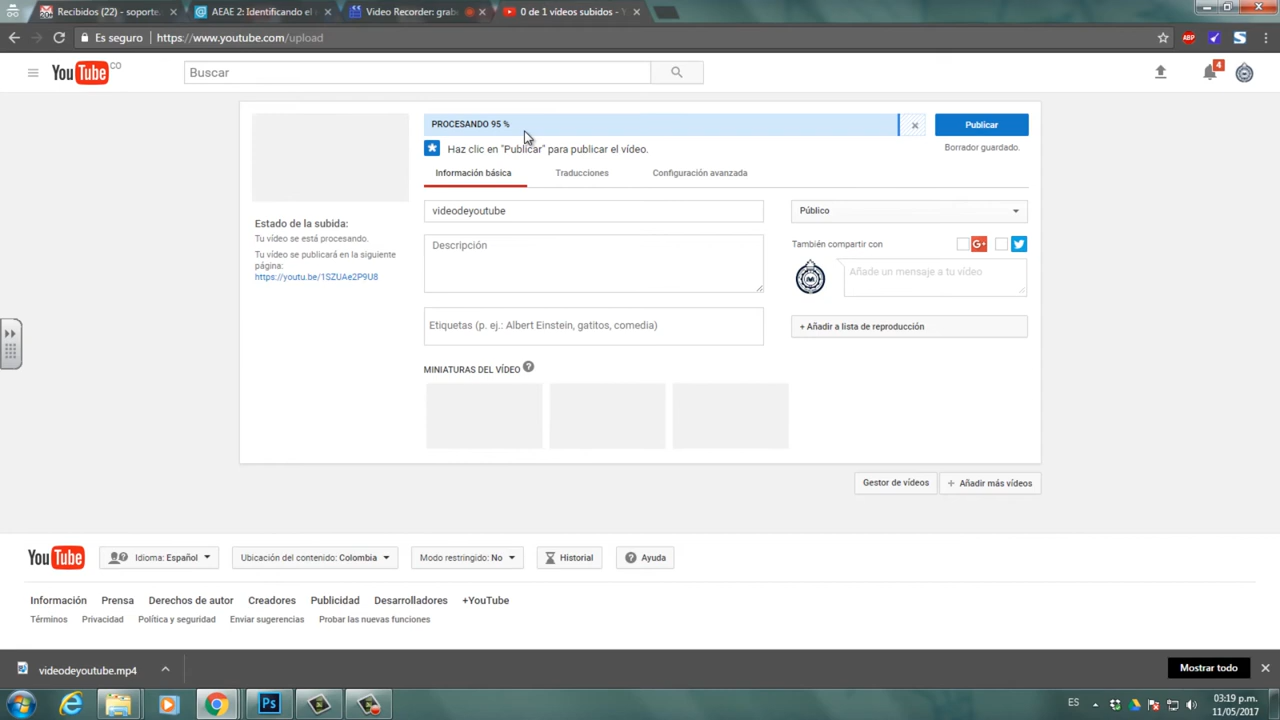 Recibidos (22) - soporte.
AEAE 2: Identificando el
Video Recorder: grab
0 de 1 vídeos subidos - Y
Es seguro
https://www.youtube.com/upload
ABP
YouTube CO
Buscar
4
PROCESANDO 95 %
Publicar
Haz clic en "Publicar" para publicar el vídeo.
Borrador guardado.
Información básica
Traducciones
Configuración avanzada
Estado de la subida:
Tu vídeo se está procesando.
Tu vídeo se publicará en la siguiente
página:
https://youtu.be/1SZUAe2P9U8
videodeyoutube
Descripción
Etiquetas (p. ej.: Albert Einstein, gatitos, comedia)
MINIATURAS DEL VÍDEO ?
Público
También compartir con
G+
Añade un mensaje a tu vídeo
+ Añadir a lista de reproducción
Gestor de vídeos
+ Añadir más vídeos
YouTube
Idioma: Español
Ubicación del contenido: Colombia
Modo restringido: No
Historial
Ayuda
Información
Prensa
Derechos de autor
Creadores
Publicidad
Desarrolladores
+YouTube
Términos
Privacidad
Política y seguridad
Enviar sugerencias
Probar las nuevas funciones
videodeyoutube.mp4
Mostrar todo
Ps
ES
03:19 p.m.
11/05/2017